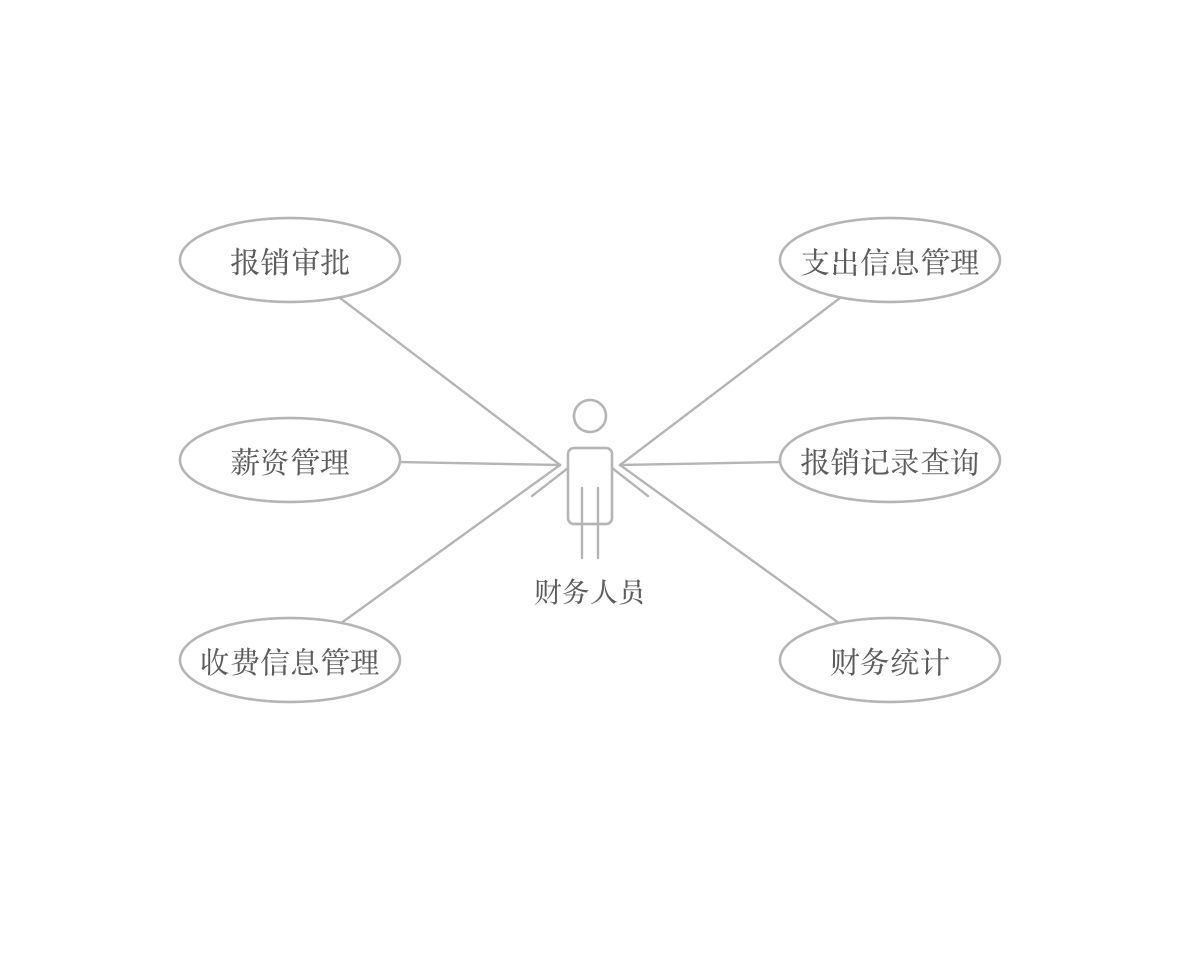 报销审批
支出信息管理
薪资管理
报销记录查询
财务人员
收费信息管理
财务统计